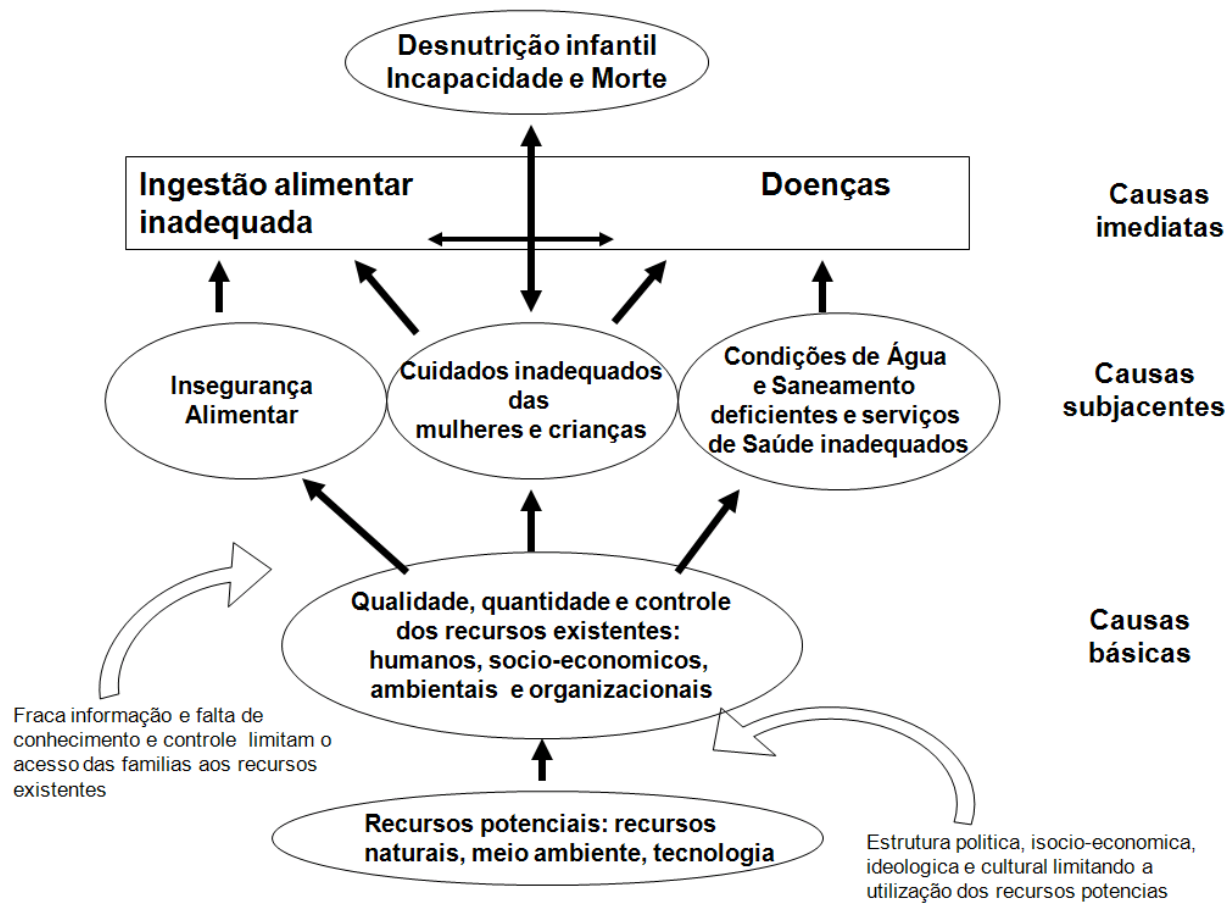 Desnutrição infantil
Incapacidade e Morte
Ingestão alimentar
inadequada
Doenças
Causas
imediatas
Insegurança
Alimentar
Cuidados inadequados
das
mulheres e crianças
Condições de Água
e Saneamento
deficientes e serviços
de Saúde inadequados
Causas
subjacentes
Qualidade, quantidade e controle
dos recursos existentes:
humanos, socio-economicos,
ambientais e organizacionais
Causas
básicas
Fraca informação e falta de
conhecimento e controle limitam o
acesso das familias aos recursos
existentes
Recursos potenciais: recursos
naturais, meio ambiente, tecnologia
Estrutura politica, isocio-economica,
ideologica e cultural limitando a
utilização dos recursos potencias